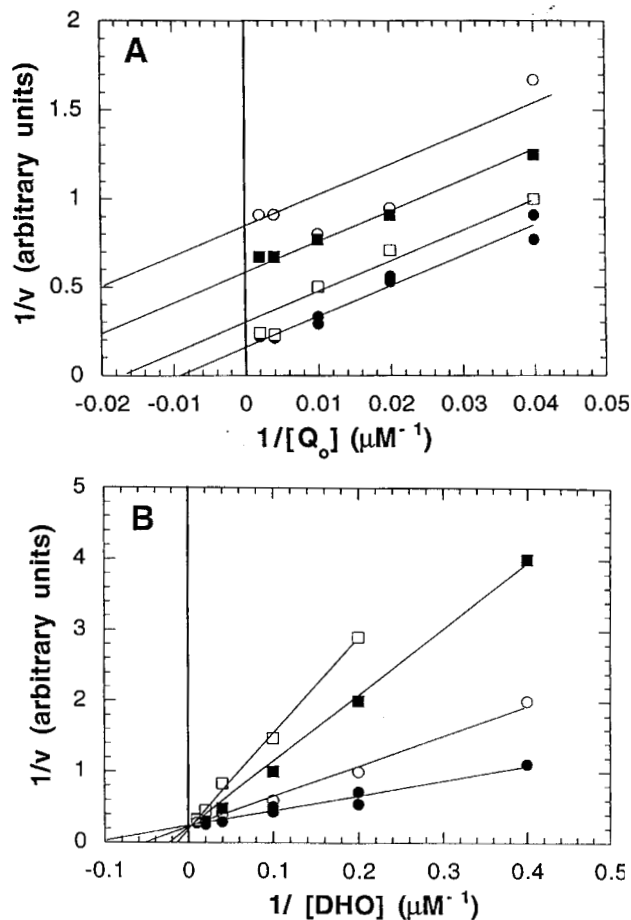 A
2
1.5
1
0.5
0
1/v (arbitrary units)
-0.02 -0.01 0 0.01 0.02 0.03 0.04 0.05
1/[Qo] (μM-1)
B
5
4
3
2
1
0
1/v (arbitrary units)
-0.1 0 0.1 0.2 0.3 0.4 0.5
1/ [DHO] (μM-1)